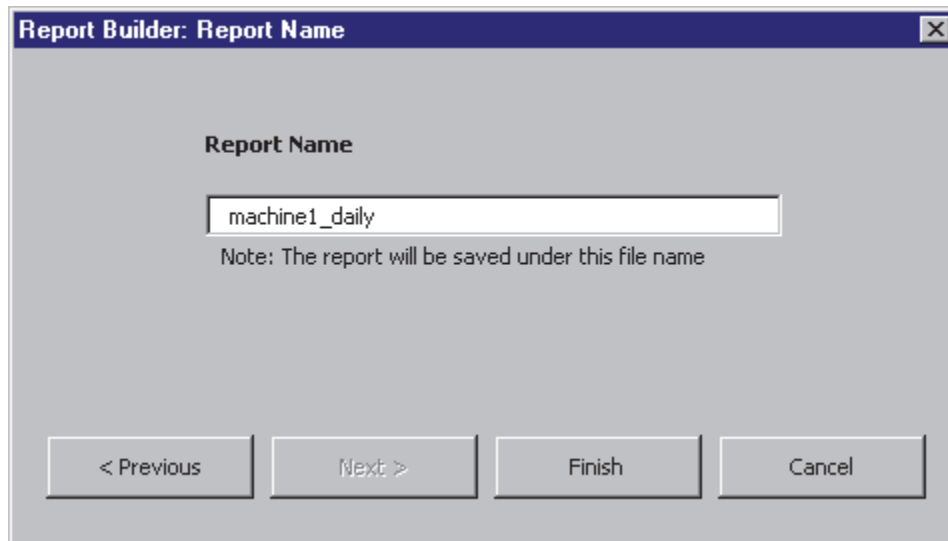 Report Builder: Report Name
Report Name
machine1_daily
Note: The report will be saved under this file name
< Previous
Next >
Finish
Cancel